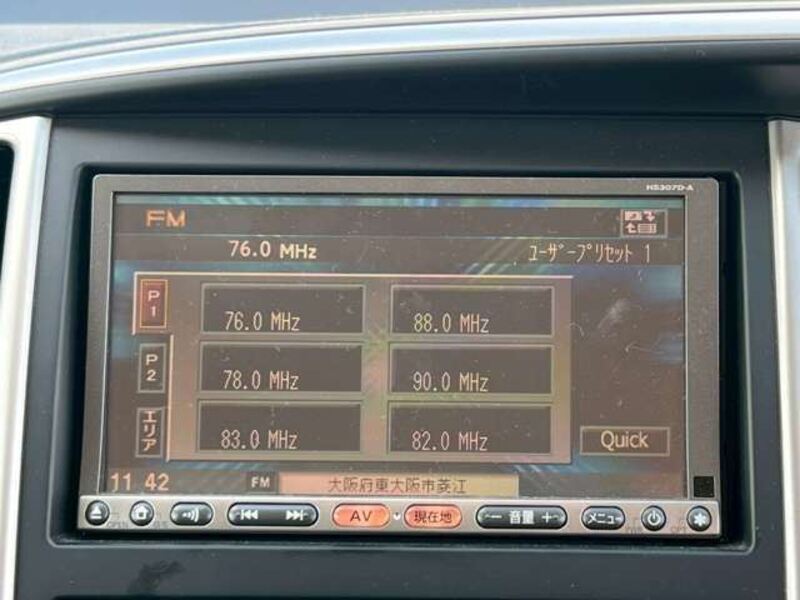 HS307D-A
FM
76.0 MHz ユーザープリセット 1
P1 76.0 MHz 88.0 MHz
P2 78.0 MHz 90.0 MHz
エリア 83.0 MHz 82.0 MHz
Quick
11 42 FM 大阪府東大阪市菱江
AV 現在地 − 音量 + メニュー